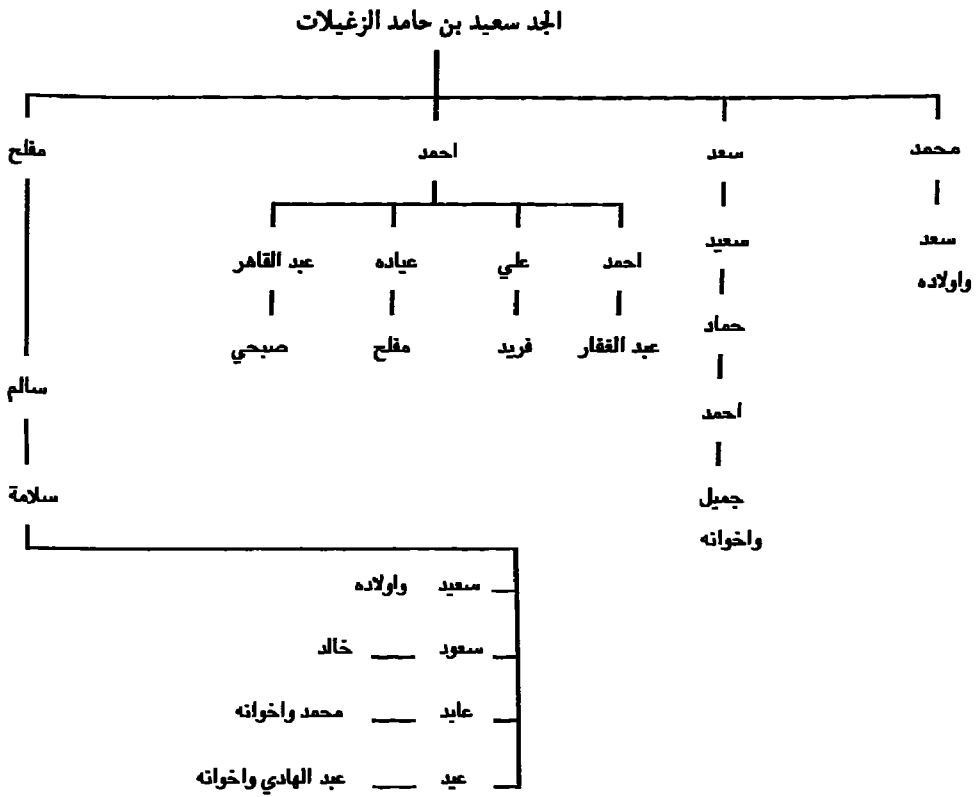 الجد سعيد بن حامد الزغيلات
محمد سعد احمد مفلح
سعد سعيد
واولاده
احمد علي عياده عبد القاهر
حماد
عبد الغفار فريد مفلح صبحي
سالم
احمد
سلامة جميل
واخوانه
سعيد واولاده
سعود خالد
عايد محمد واخوانه
عيد عبد الهادي واخوانه